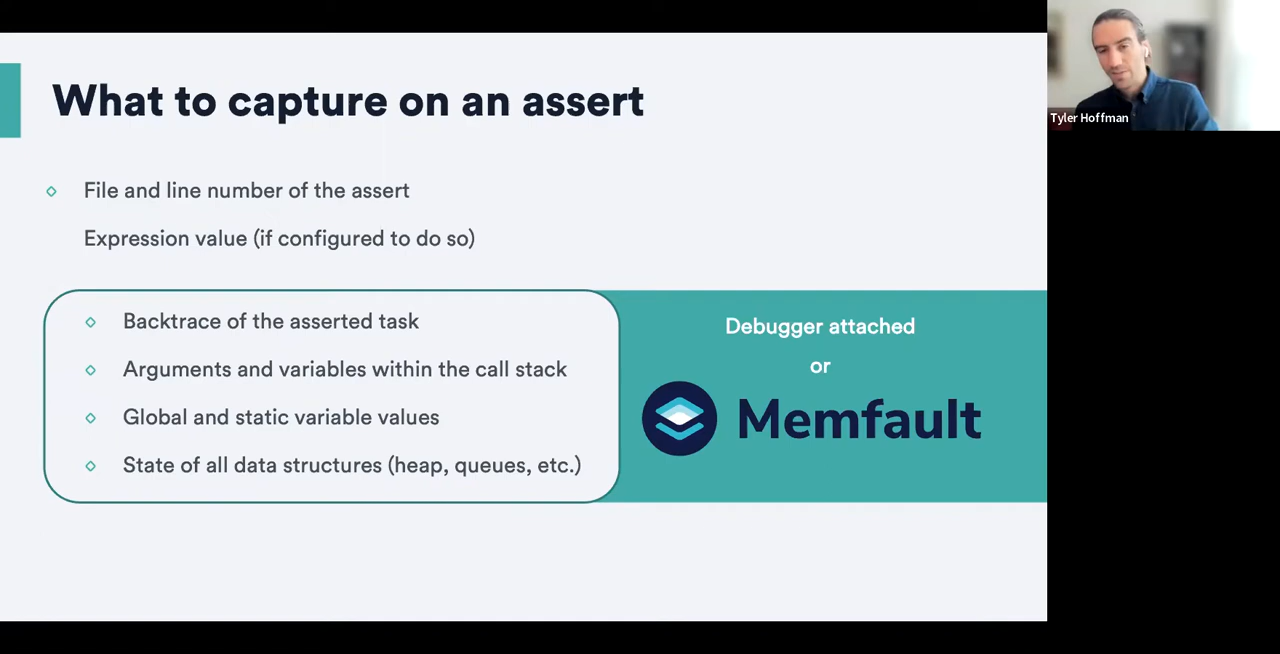 What to capture on an assert
File and line number of the assert
Expression value (if configured to do so)
Backtrace of the asserted task
Arguments and variables within the call stack
Global and static variable values
State of all data structures (heap, queues, etc.)
Debugger attached
or
Memfault
Tyler Hoffman